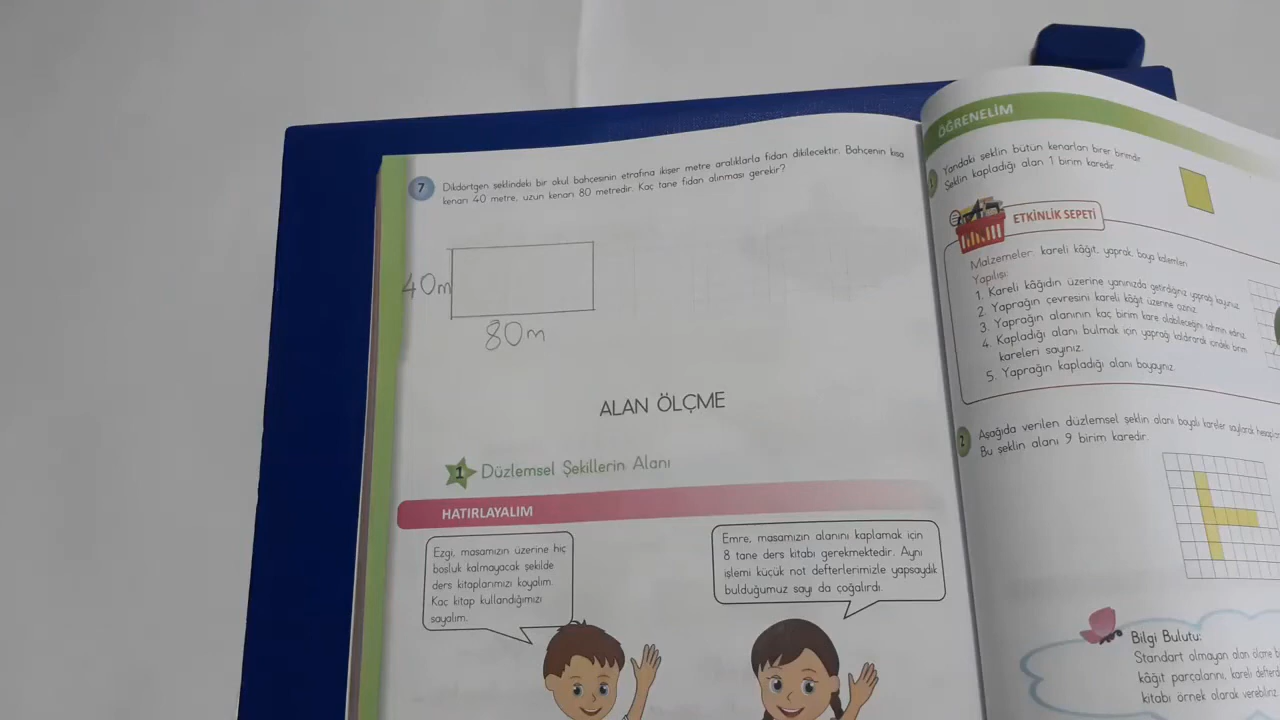 7 Dikdörtgen şeklindeki bir okul bahçesinin etrafına ikişer metre aralıklarla fidan dikilecektir. Bahçenin kısa
kenarı 40 metre, uzun kenarı 80 metredir. Kaç tane fidan alınması gerekir?
40m
80m
ALAN ÖLÇME
1 Düzlemsel Şekillerin Alanı
HATIRLAYALIM
Ezgi, masamızın üzerine hiç
boşluk kalmayacak şekilde
ders kitaplarımızı koyalım.
Kaç kitap kullandığımızı
sayalım.
Emre, masamızın alanını kaplamak için
8 tane ders kitabı gerekmektedir. Aynı
işlemi küçük not defterlerimizle yapsaydık
bulduğumuz sayı da çoğalırdı.
ÖĞRENELİM
Yandaki şeklin bütün kenarları birer birimdir.
Şeklin kapladığı alan 1 birim karedir.
ETKİNLİK SEPETİ
Malzemeler: kareli kâğıt, yaprak, boya kalemleri
Yapılışı:
1. Kareli kâğıdın üzerine yanınızda getirdiğiniz yaprağı koyunuz.
2. Yaprağın çevresini kareli kâğıt üzerine çiziniz.
3. Yaprağın alanının kaç birim kare olabileceğini tahmin ediniz.
4. Kapladığı alanı bulmak için yaprağı kaldırarak içindeki birim
kareleri sayınız.
5. Yaprağın kapladığı alanı boyayınız.
2 Aşağıda verilen düzlemsel şeklin alanı boyalı kareler sayılarak
Bu şeklin alanı 9 birim karedir.
Bilgi Bulutu:
Standart olmayan alan ölçme
kâğıt parçalarını, kareli
kitabı örnek olarak verebiliriz.